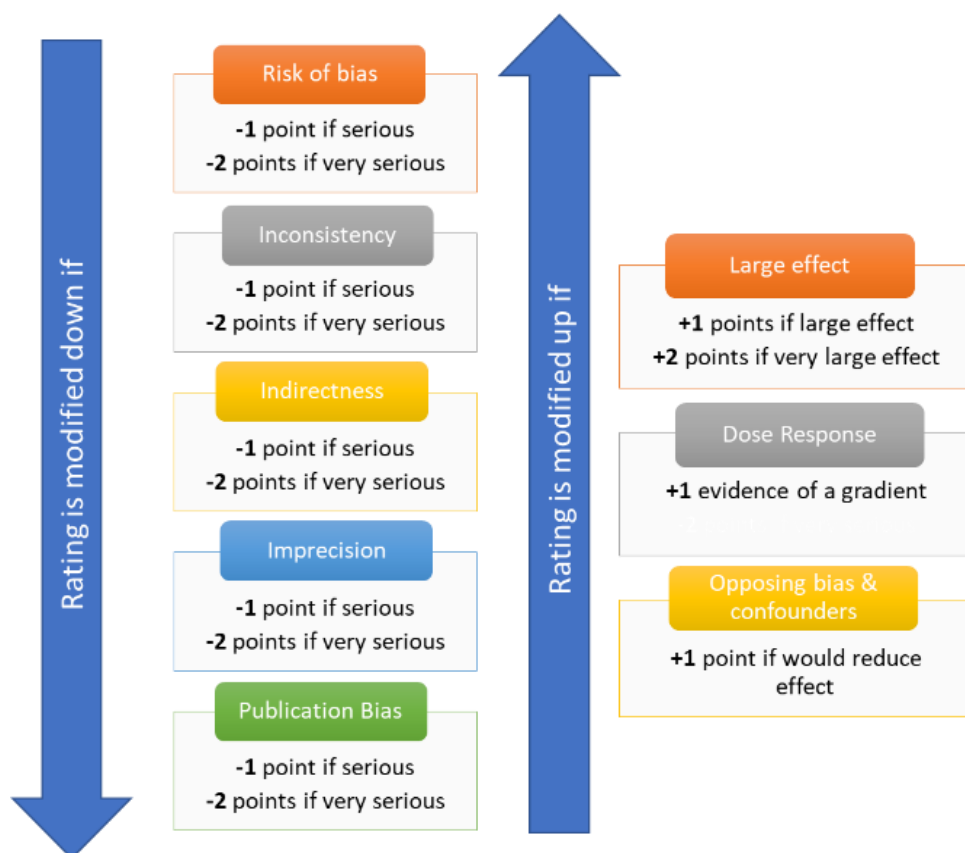 Rating is modified down if
Risk of bias
-1 point if serious
-2 points if very serious
Inconsistency
-1 point if serious
-2 points if very serious
Indirectness
-1 point if serious
-2 points if very serious
Imprecision
-1 point if serious
-2 points if very serious
Publication Bias
-1 point if serious
-2 points if very serious
Rating is modified up if
Large effect
+1 points if large effect
+2 points if very large effect
Dose Response
+1 evidence of a gradient
Opposing bias &
confounders
+1 point if would reduce
effect